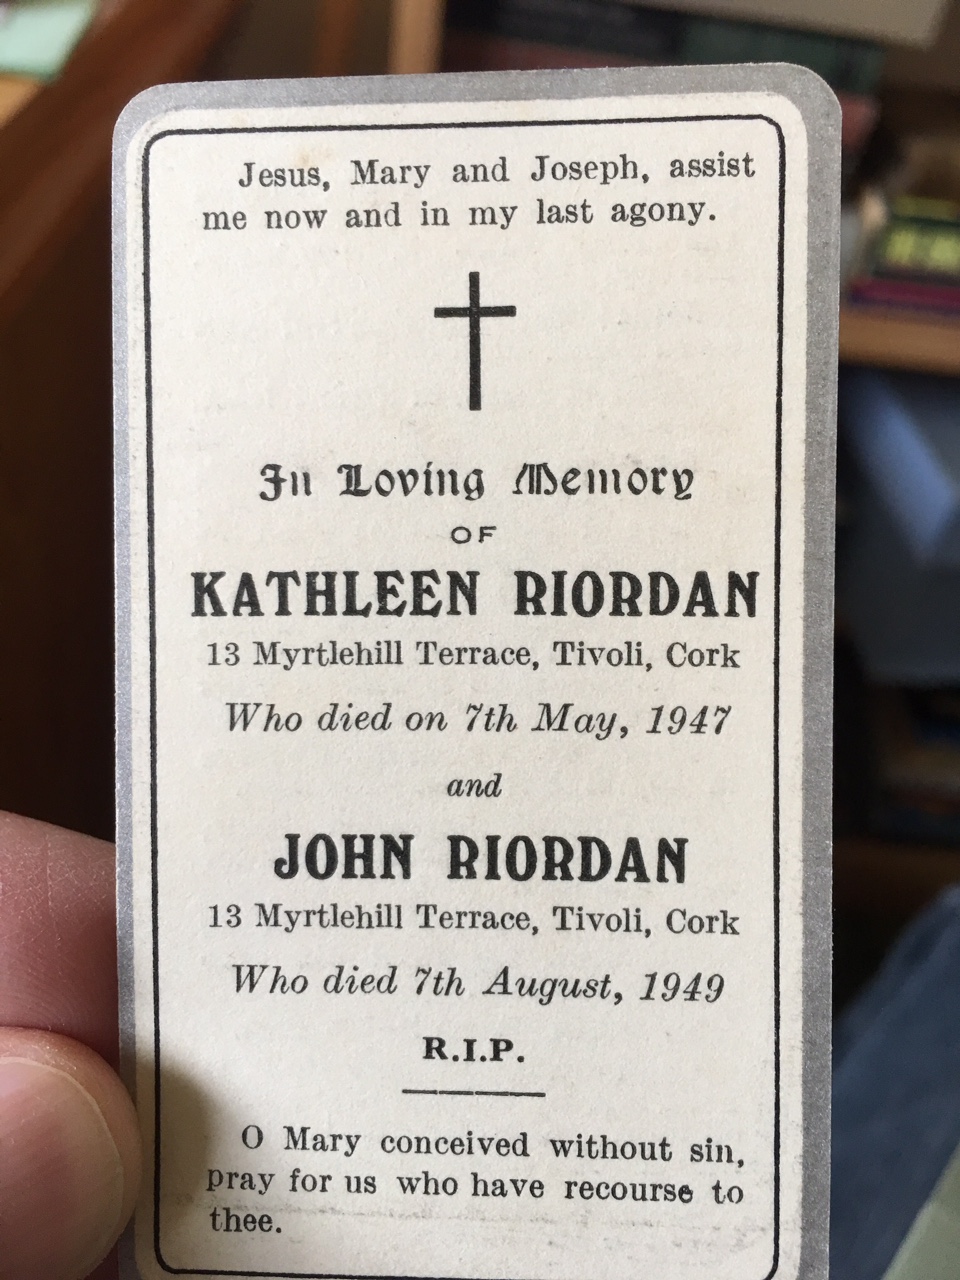 Jesus, Mary and Joseph, assist
me now and in my last agony.
In Loving Memory
OF
KATHLEEN RIORDAN
13 Myrtlehill Terrace, Tivoli, Cork
Who died on 7th May, 1947
and
JOHN RIORDAN
13 Myrtlehill Terrace, Tivoli, Cork
Who died 7th August, 1949
R.I.P.
O Mary conceived without sin,
pray for us who have recourse to
thee.